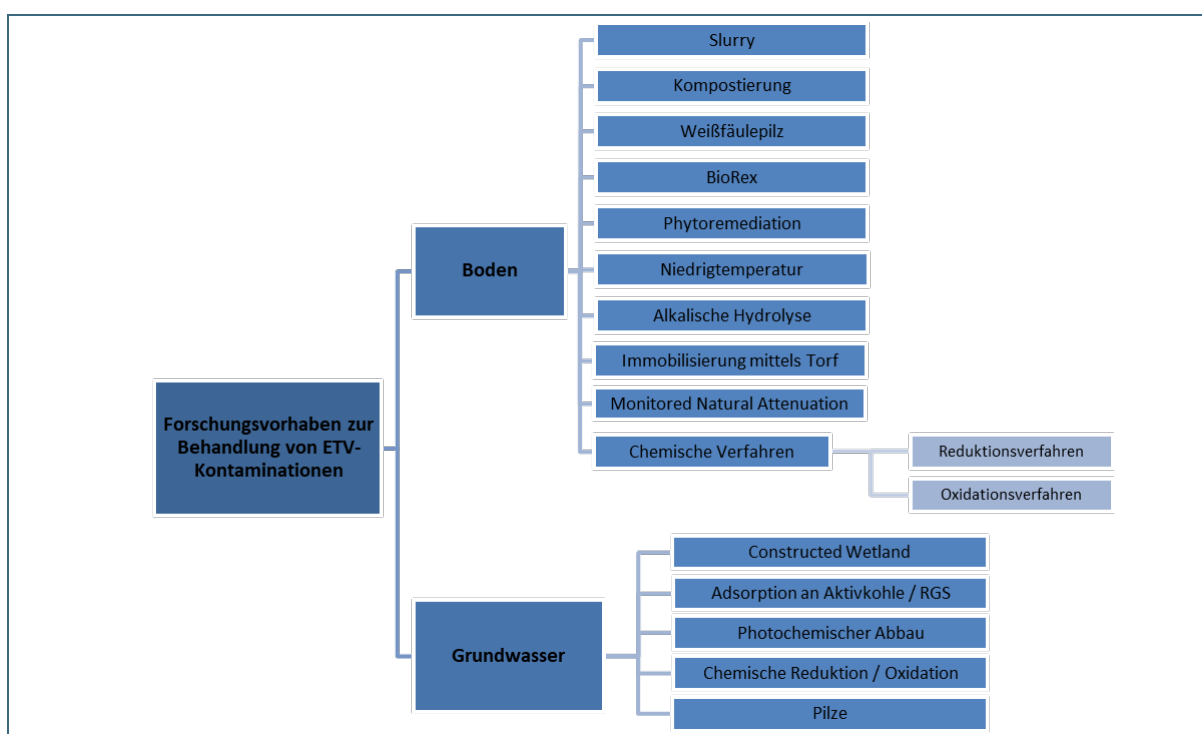 Forschungsvorhaben zur
Behandlung von ETV-
Kontaminationen
Boden
Slurry
Kompostierung
Weißfäulepilz
BioRex
Phytoremediation
Niedrigtemperatur
Alkalische Hydrolyse
Immobilisierung mittels Torf
Monitored Natural Attenuation
Chemische Verfahren
Reduktionsverfahren
Oxidationsverfahren
Grundwasser
Constructed Wetland
Adsorption an Aktivkohle / RGS
Photochemischer Abbau
Chemische Reduktion / Oxidation
Pilze